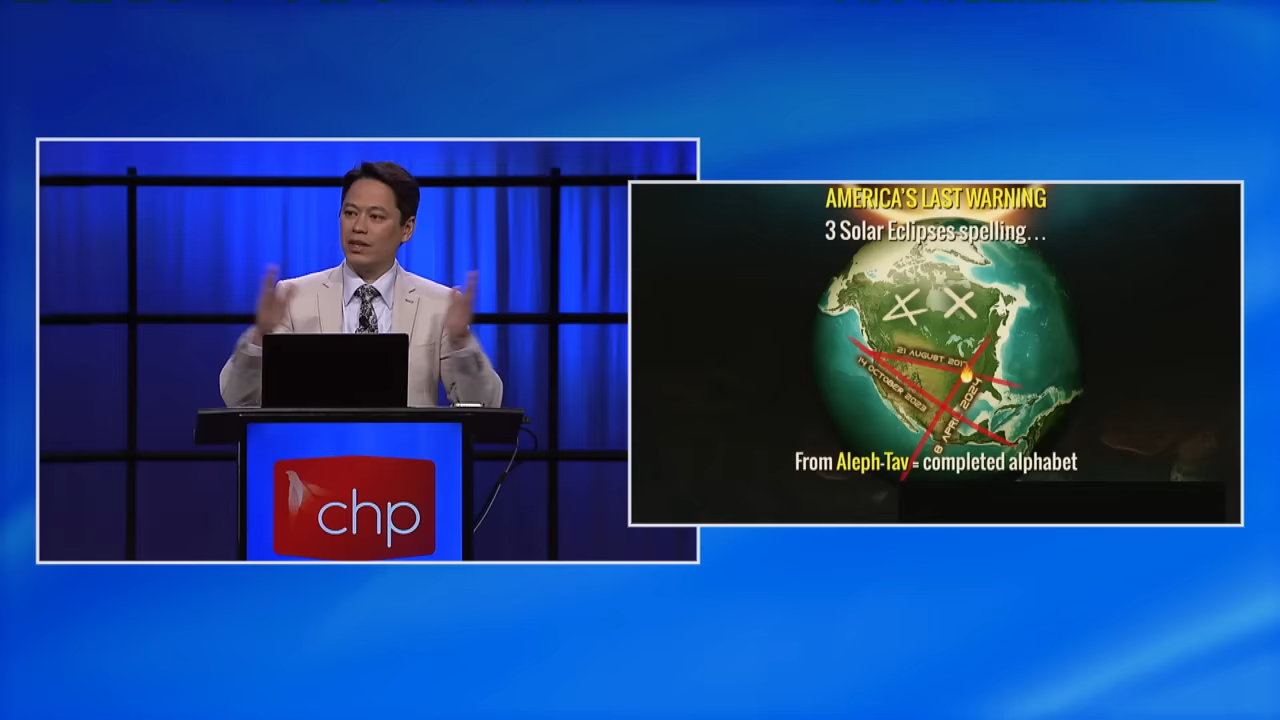 chp
AMERICA'S LAST WARNING
3 Solar Eclipses spelling...
21 AUGUST 2017
14 OCTOBER 2023
8 APRIL 2024
From Aleph-Tav = completed alphabet